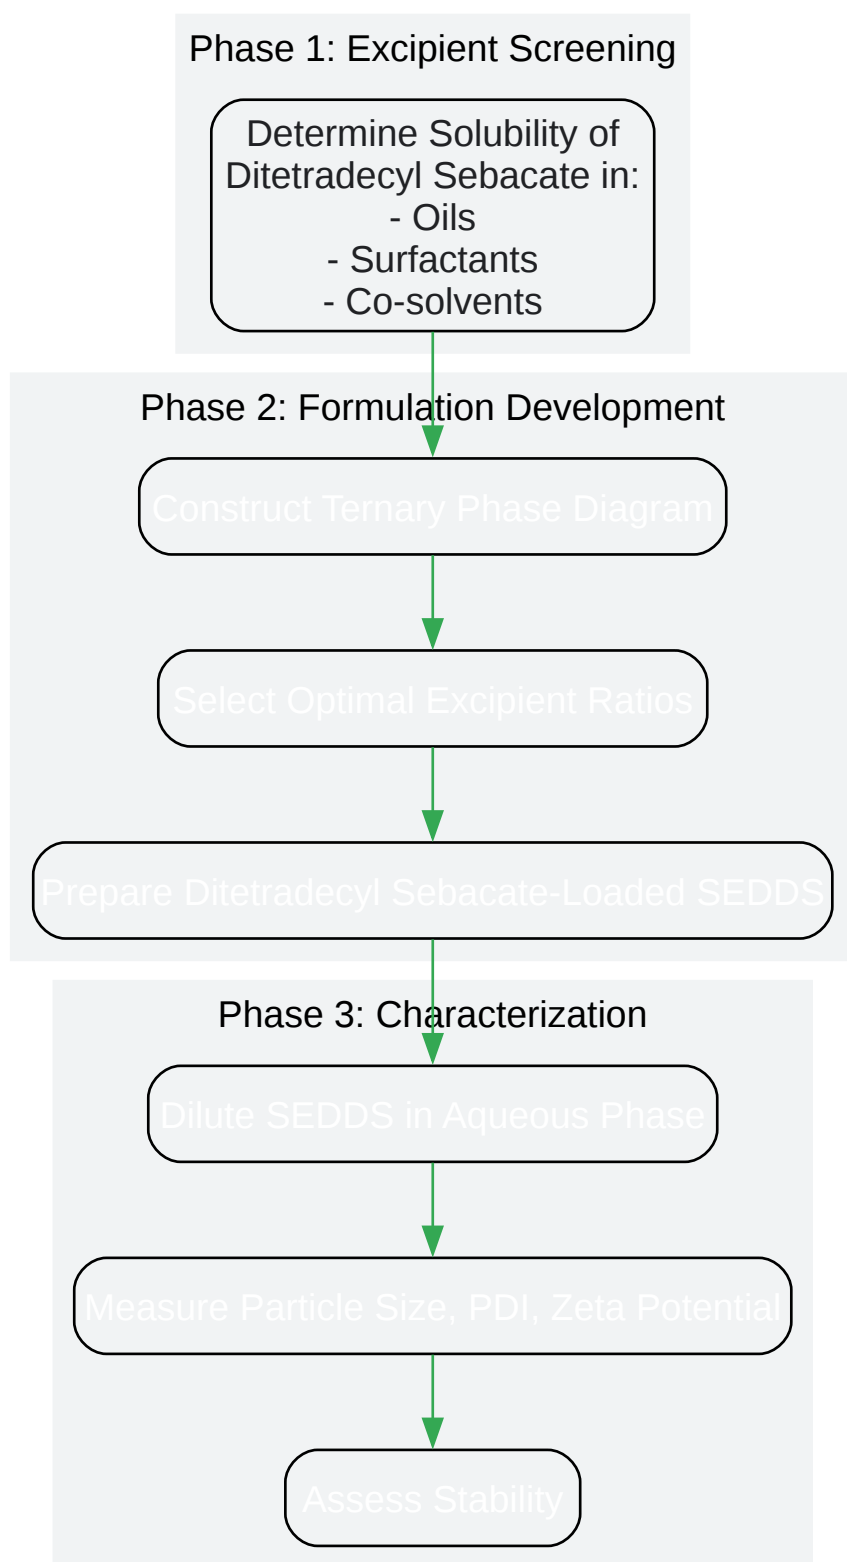 Phase 1: Excipient Screening
Determine Solubility of
Ditetradecyl Sebacate in:
- Oils
- Surfactants
- Co-solvents
Phase 2: Formulation Development
Construct Ternary Phase Diagram
Select Optimal Excipient Ratios
Prepare Ditetradecyl Sebacate-Loaded SEDDS
Phase 3: Characterization
Dilute SEDDS in Aqueous Phase
Measure Particle Size, PDI, Zeta Potential
Assess Stability